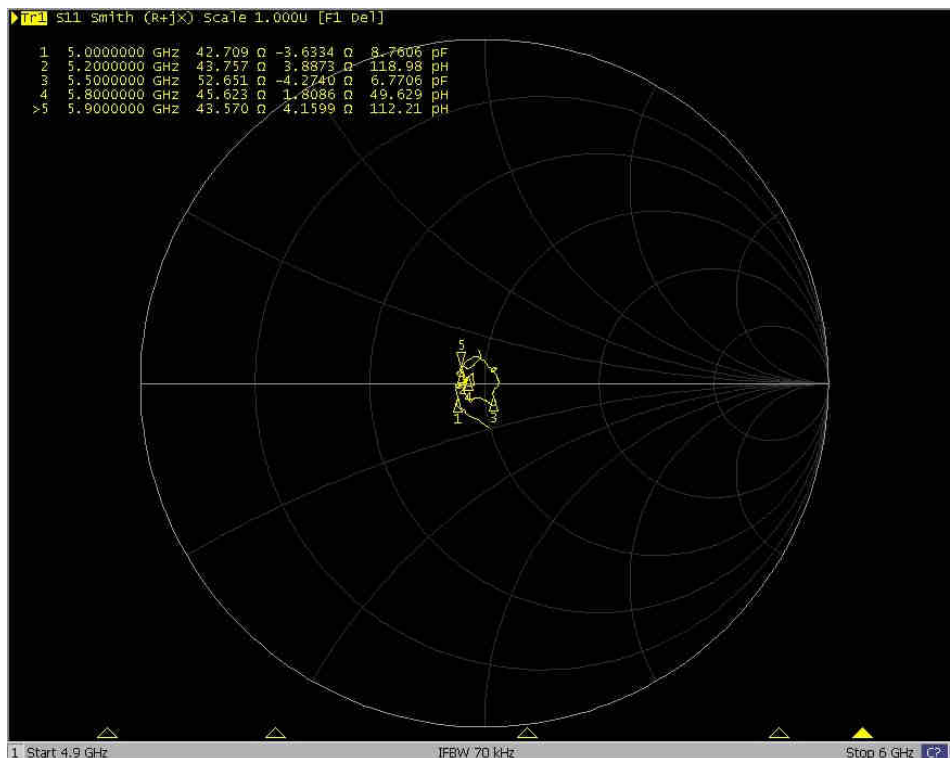 Tr1 S11 Smith (R+jX) Scale 1.000U [F1 Del]
1 5.0000000 GHz 42.709 Ω -3.6334 Ω 8.7606 pF
2 5.2000000 GHz 43.757 Ω 3.8873 Ω 118.98 pH
3 5.5000000 GHz 52.651 Ω -4.2740 Ω 6.7706 pF
4 5.8000000 GHz 45.623 Ω 1.8086 Ω 49.629 pH
>5 5.9000000 GHz 43.570 Ω 4.1599 Ω 112.21 pH
5
4
1 3
1 Start 4.9 GHz IFBW 70 kHz Stop 6 GHz C?